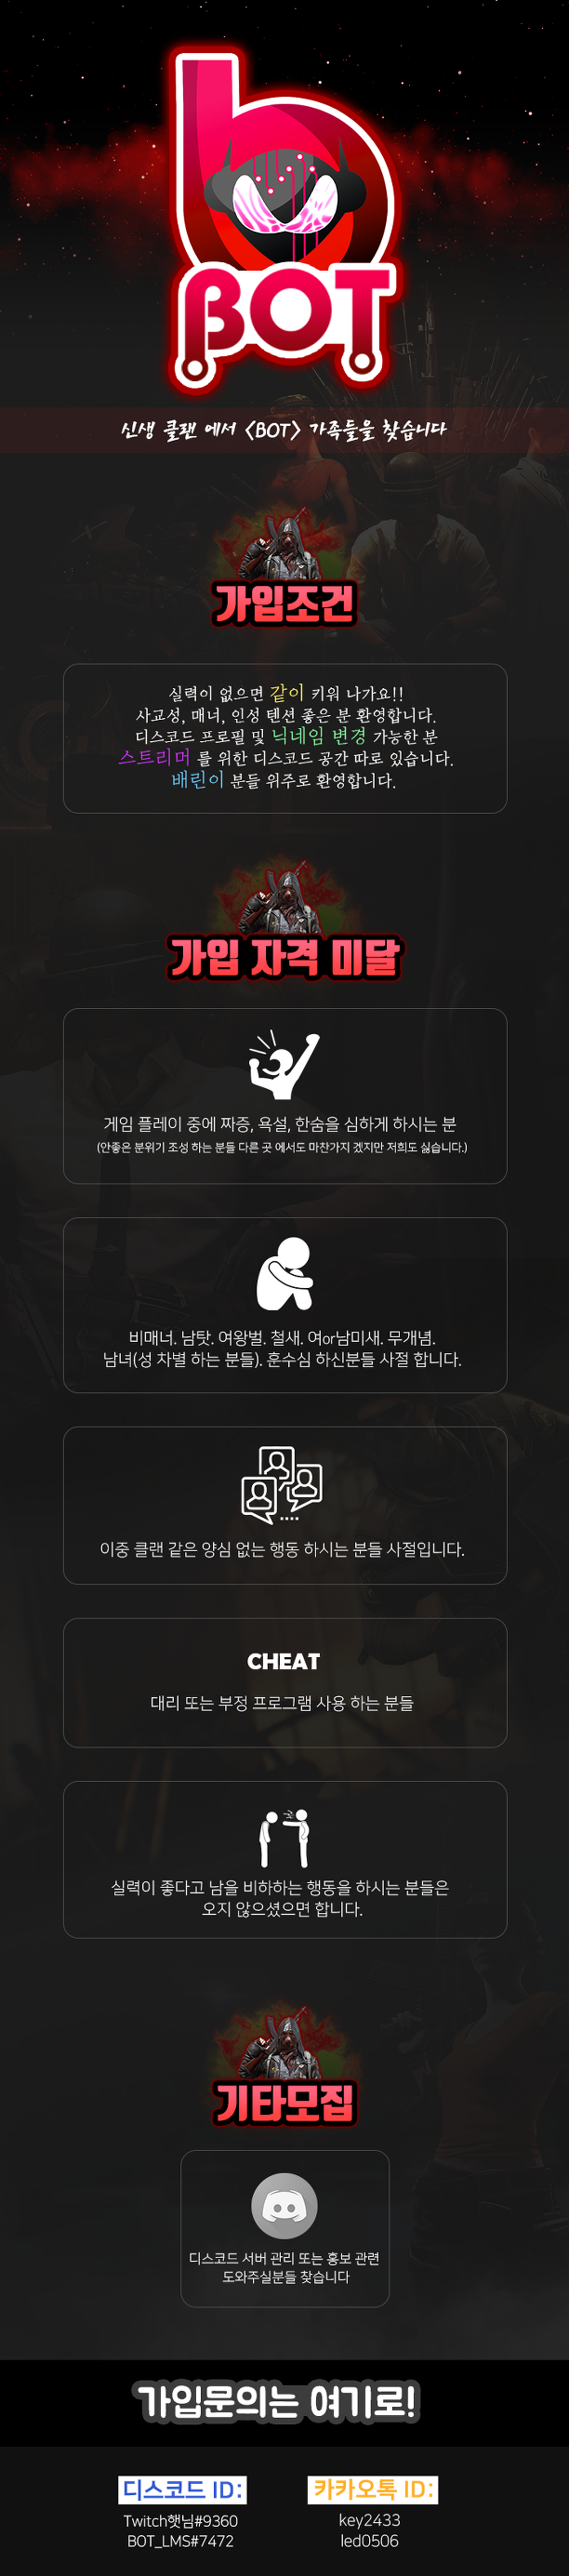 b
BOT
신생 클랜 에서 <BOT> 가족들을 찾습니다
가입조건
실력이 없으면 같이 키워 나가요!!
사고성, 매너, 인성 텐션 좋은 분 환영합니다.
디스코드 프로필 및 닉네임 변경 가능한 분
스트리머 를 위한 디스코드 공간 따로 있습니다.
배린이 분들 위주로 환영합니다.
가입 자격 미달
게임 플레이 중에 짜증, 욕설, 한숨을 심하게 하시는 분
(안좋은 분위기 조성 하는 분들 다른 곳 에서도 마찬가지 겠지만 저희도 싫습니다.)
비매너. 남탓. 여왕벌. 철새. 여or남미새. 무개념.
남녀(성 차별 하는 분들). 훈수심 하신분들 사절 합니다.
이중 클랜 같은 양심 없는 행동 하시는 분들 사절입니다.
CHEAT
대리 또는 부정 프로그램 사용 하는 분들
실력이 좋다고 남을 비하하는 행동을 하시는 분들은
오지 않으셨으면 합니다.
기타모집
디스코드 서버 관리 또는 홍보 관련
도와주실분들 찾습니다
가입문의는 여기로!
디스코드 ID:
Twitch햇님#9360
BOT_LMS#7472
카카오톡 ID:
key2433
led0506